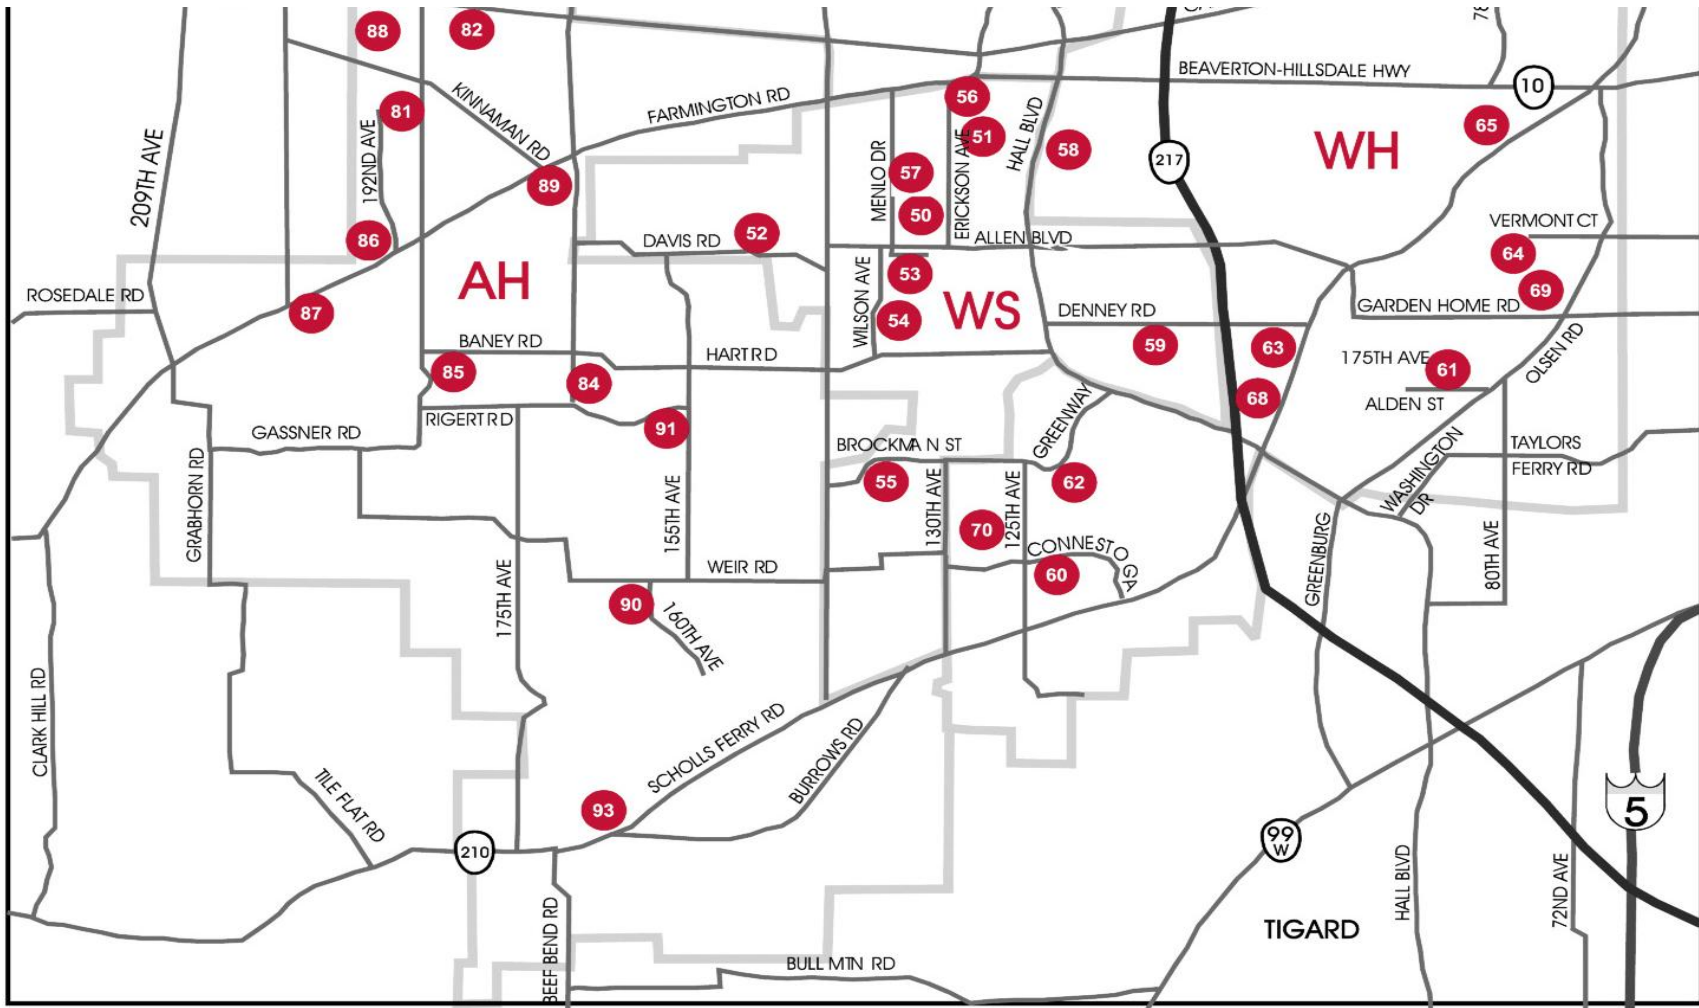 88
82
BEAVERTON-HILLSDALE HWY
10
KINNAMAN RD
FARMINGTON RD
56
81
65
209TH AVE
192ND AVE
MENLO DR
ERICKSON AVE
51
HALL BLVD
58
217
WH
89
57
50
VERMONT CT
86
DAVIS RD
52
ALLEN BLVD
64
AH
WILSON AVE
53
WS
69
ROSEDALE RD
87
54
DENNEY RD
GARDEN HOME RD
BANEY RD
HART RD
59
63
175TH AVE
61
OLSEN RD
85
84
68
ALDEN ST
RIGERT RD
91
GREENWAY
GASSNER RD
BROCKMAN ST
WASHINGTON
DR
TAYLORS
FERRY RD
GRABHORN RD
155TH AVE
55
130TH AVE
125TH AVE
62
70
CONNESTOGA
60
GREENBURG
80TH AVE
175TH AVE
WEIR RD
90
160TH AVE
CLARK HILL RD
SCHOLLS FERRY RD
BURROWS RD
TILE FLAT RD
93
5
210
99
W
HALL BLVD
72ND AVE
BEEF BEND RD
TIGARD
BULL MTN RD